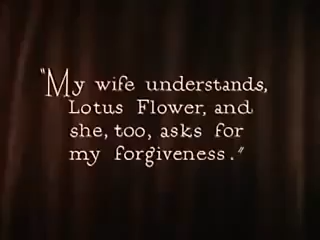 "My wife understands,
Lotus Flower, and
she, too, asks for
my forgiveness."